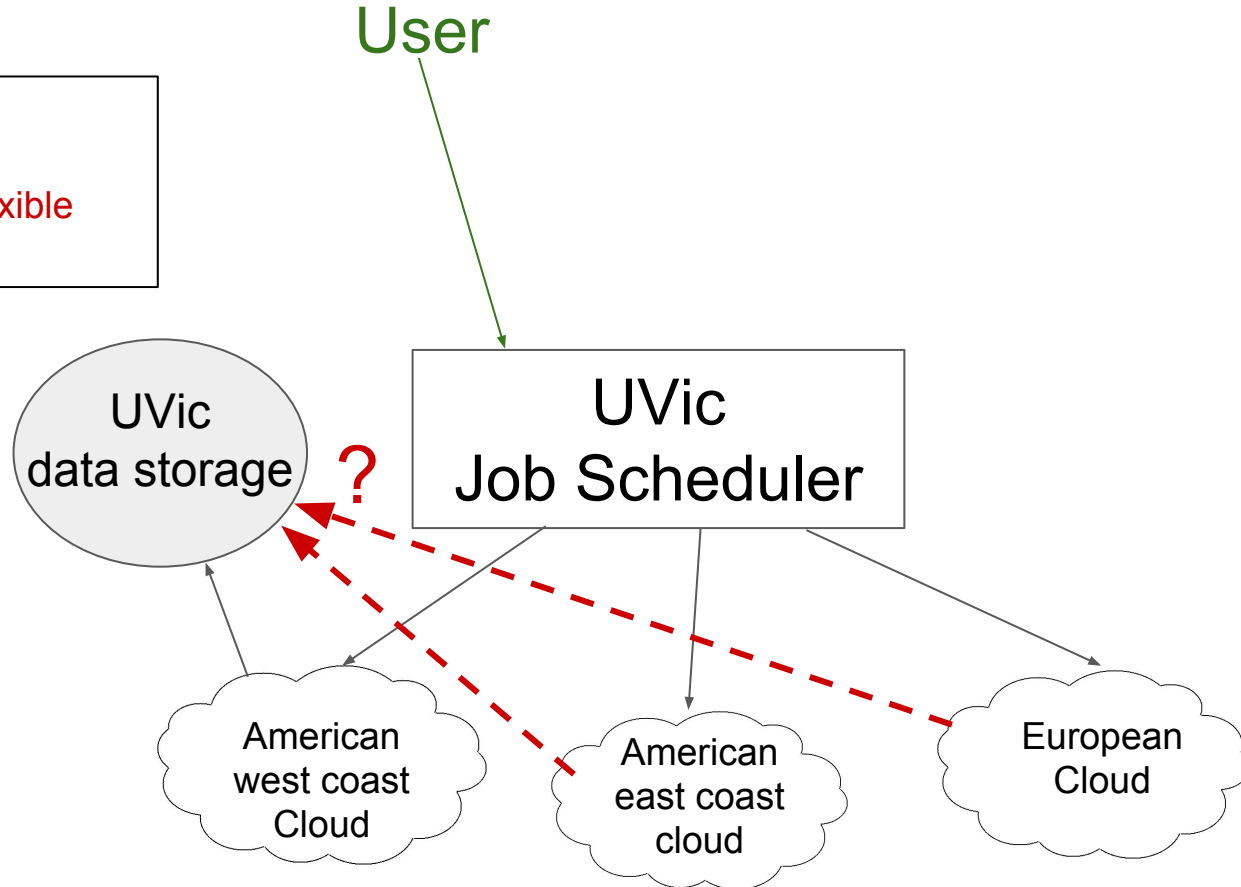 User
xible
UVic
data storage
?
UVic
Job Scheduler
American
west coast
Cloud
American
east coast
cloud
European
Cloud